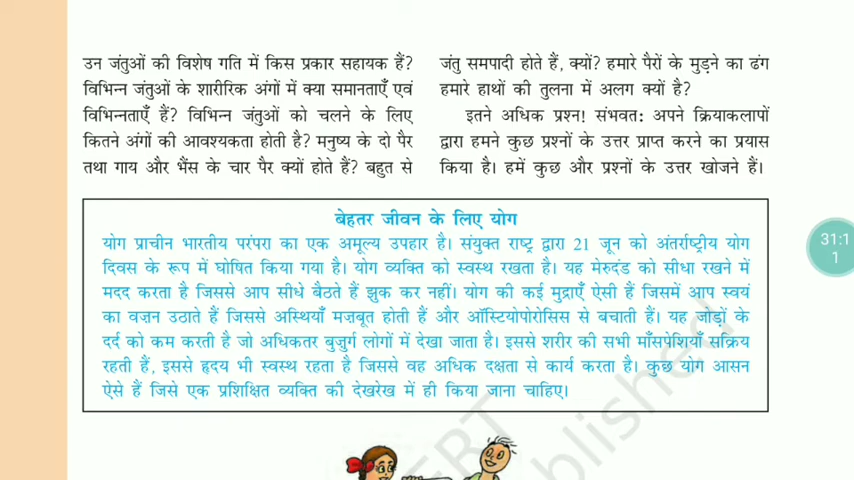 उन जंतुओं की विशेष गति में किस प्रकार सहायक हैं?
विभिन्न जंतुओं के शारीरिक अंगों में क्या समानताएँ एवं
विभिन्नताएँ हैं? विभिन्न जंतुओं को चलने के लिए
कितने अंगों की आवश्यकता होती है? मनुष्य के दो पैर
तथा गाय और भैंस के चार पैर क्यों होते हैं? बहुत से
जंतु समपादी होते हैं, क्यों? हमारे पैरों के मुड़ने का ढंग
हमारे हाथों की तुलना में अलग क्यों है?
इतने अधिक प्रश्न! संभवत: अपने क्रियाकलापों
द्वारा हमने कुछ प्रश्नों के उत्तर प्राप्त करने का प्रयास
किया है। हमें कुछ और प्रश्नों के उत्तर खोजने हैं।
बेहतर जीवन के लिए योग
योग प्राचीन भारतीय परंपरा का एक अमूल्य उपहार है। संयुक्त राष्ट्र द्वारा 21 जून को अंतर्राष्ट्रीय योग
दिवस के रूप में घोषित किया गया है। योग व्यक्ति को स्वस्थ रखता है। यह मेरुदंड को सीधा रखने में
मदद करता है जिससे आप सीधे बैठते हैं झुक कर नहीं। योग की कई मुद्राएँ ऐसी हैं जिसमें आप स्वयं
का वज़न उठाते हैं जिससे अस्थियाँ मज़बूत होती हैं और ऑस्टियोपोरोसिस से बचाती हैं। यह जोड़ों के
दर्द को कम करती है जो अधिकतर बुज़ुर्ग लोगों में देखा जाता है। इससे शरीर की सभी माँसपेशियाँ सक्रिय
रहती हैं, इससे हृदय भी स्वस्थ रहता है जिससे वह अधिक दक्षता से कार्य करता है। कुछ योग आसन
ऐसे हैं जिसे एक प्रशिक्षित व्यक्ति की देखरेख में ही किया जाना चाहिए।
31:1
1